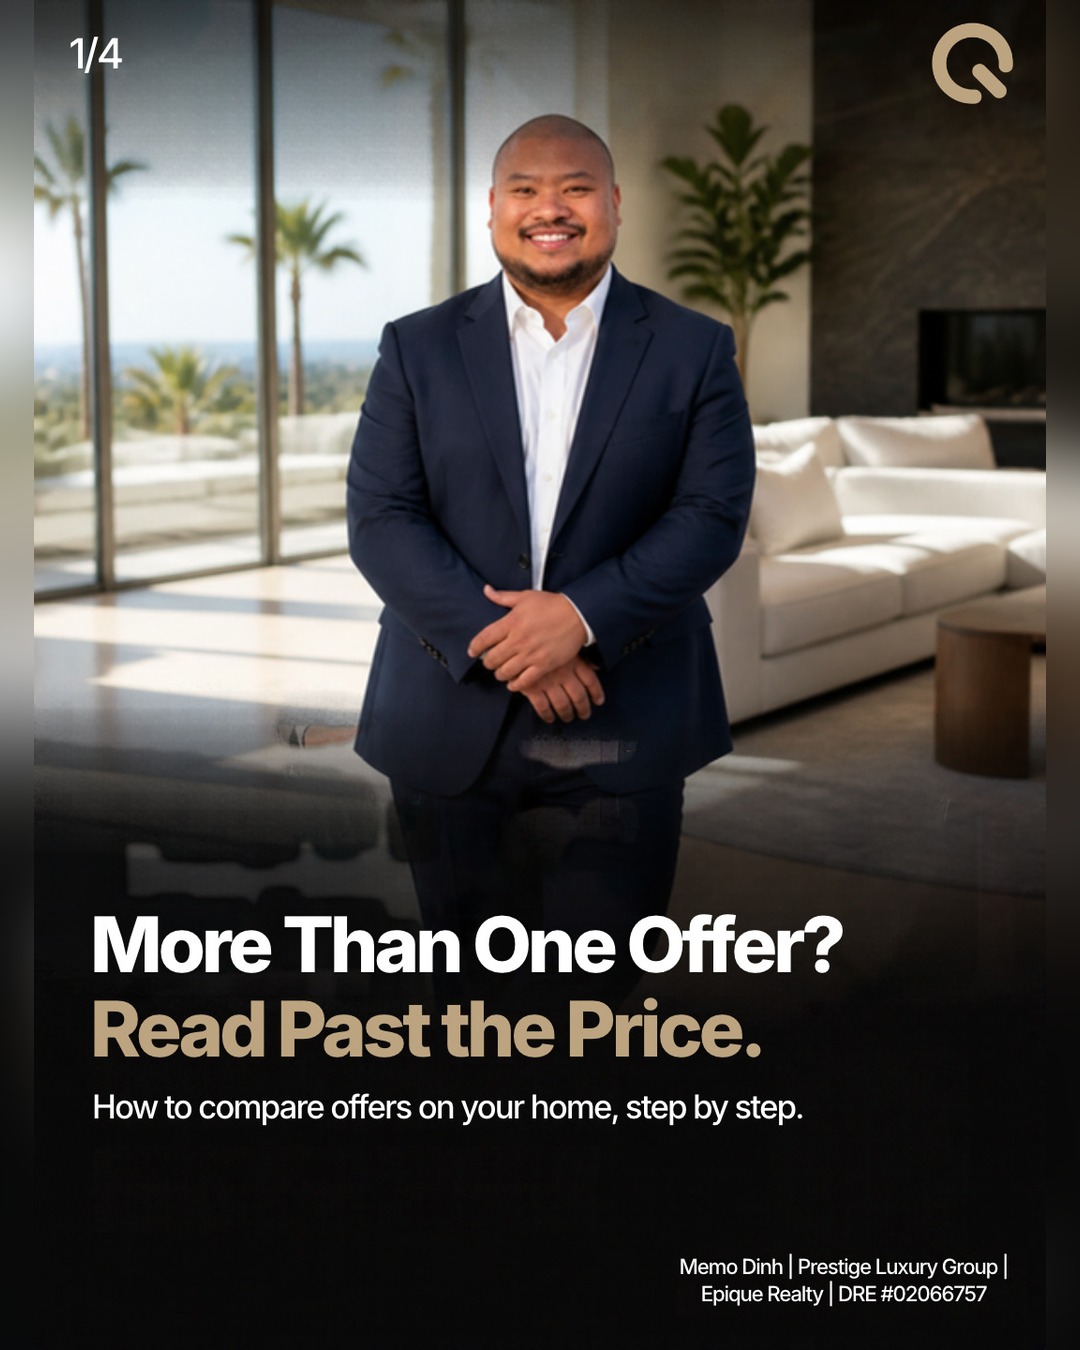 1/4
More Than One Offer?
Read Past the Price.
How to compare offers on your home, step by step.
Memo Dinh | Prestige Luxury Group |
Epique Realty | DRE #02066757